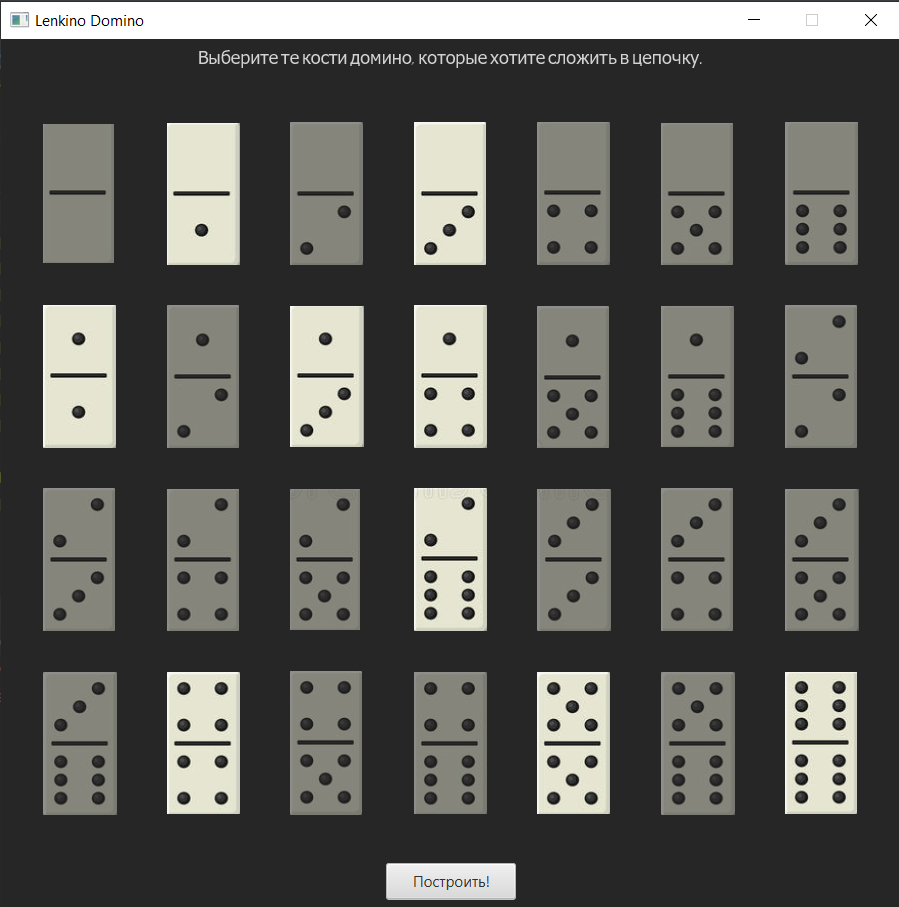 Lenkino Domino
Выберите те кости домино, которые хотите сложить в цепочку.
Построить!